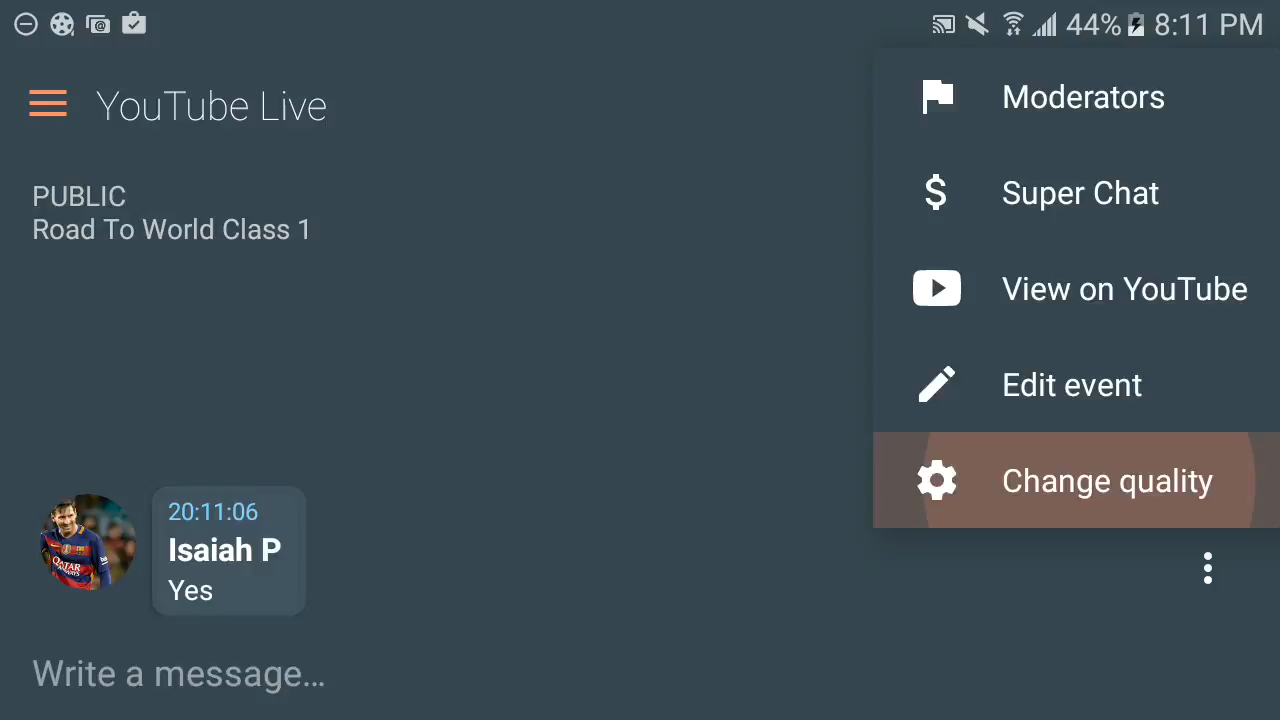 44% 8:11 PM
YouTube Live
PUBLIC
Road To World Class 1
Moderators
Super Chat
View on YouTube
Edit event
Change quality
20:11:06
Isaiah P
Yes
Write a message...